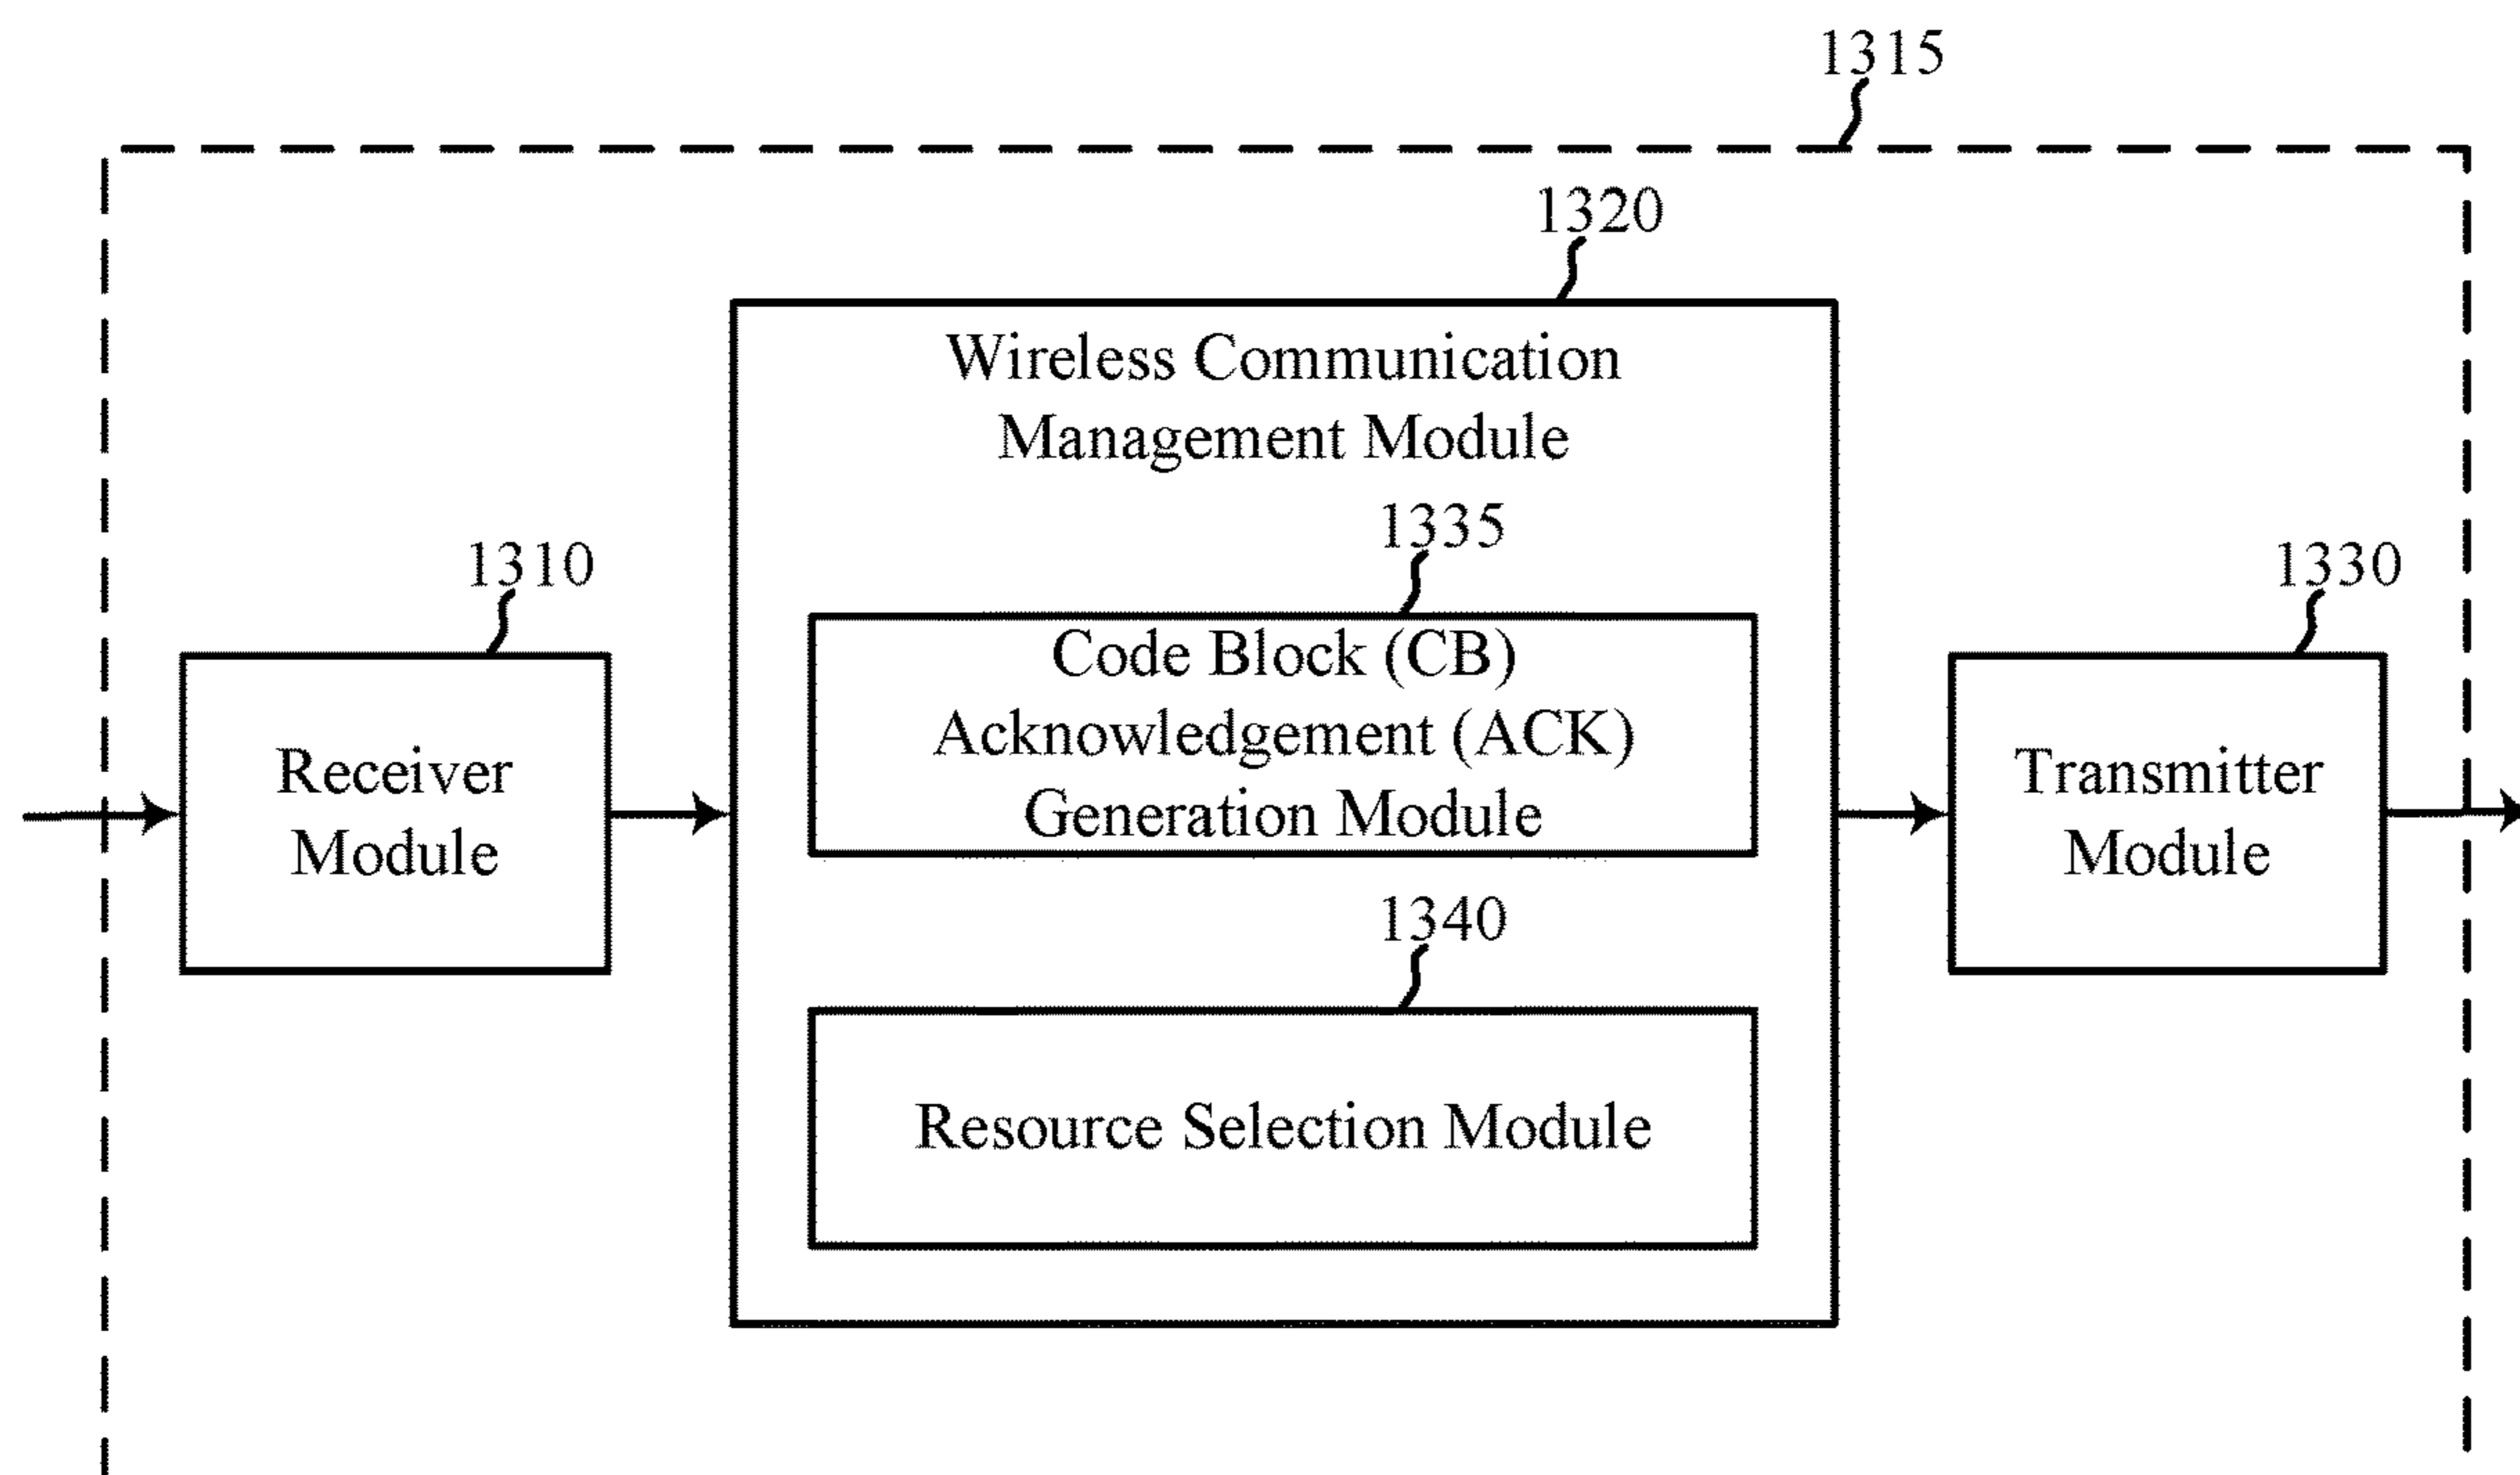 1315
1320
Wireless Communication
Management Module
1335
1310
1330
Code Block (CB)
Acknowledgement (ACK)
Generation Module
Receiver
Module
Transmitter
Module
1340
Resource Selection Module